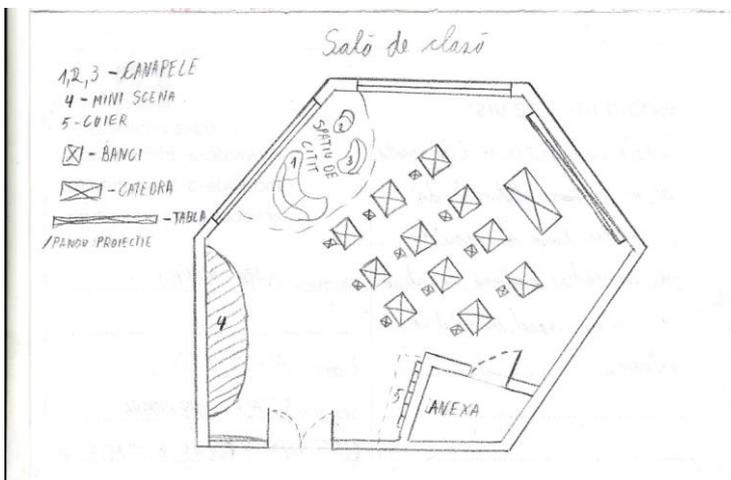 Sală de clasă
1,2,3 - CANAPELE
4 - MINI SCENA
5 - CUIER
- BANCI
- CATEDRA
- TABLA
/PANOU PROIECTIE
SPATIU DE
CITIT
1
2
3
4
5
ANEXA